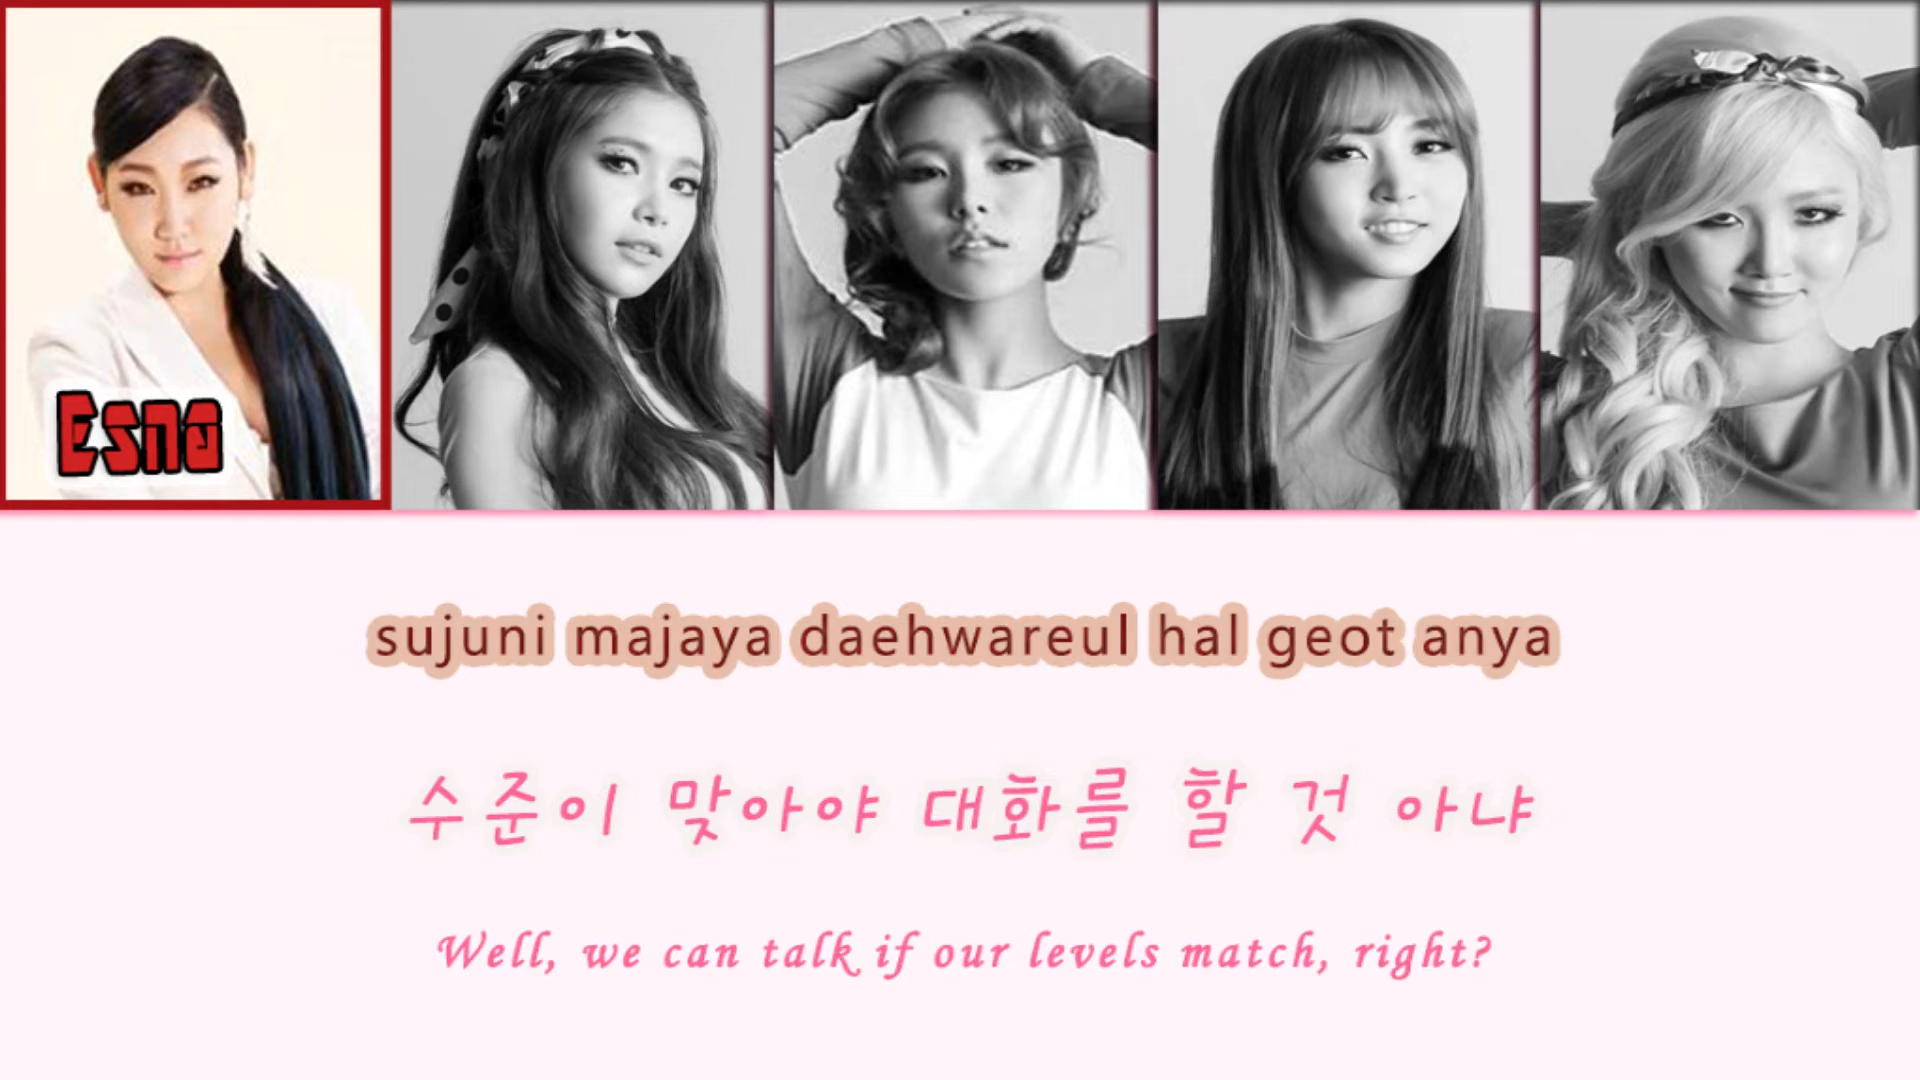 Esna
sujuni majaya daehwareul hal geot anya
수준이 맞아야 대화를 할 것 아냐
Well, we can talk if our levels match, right?